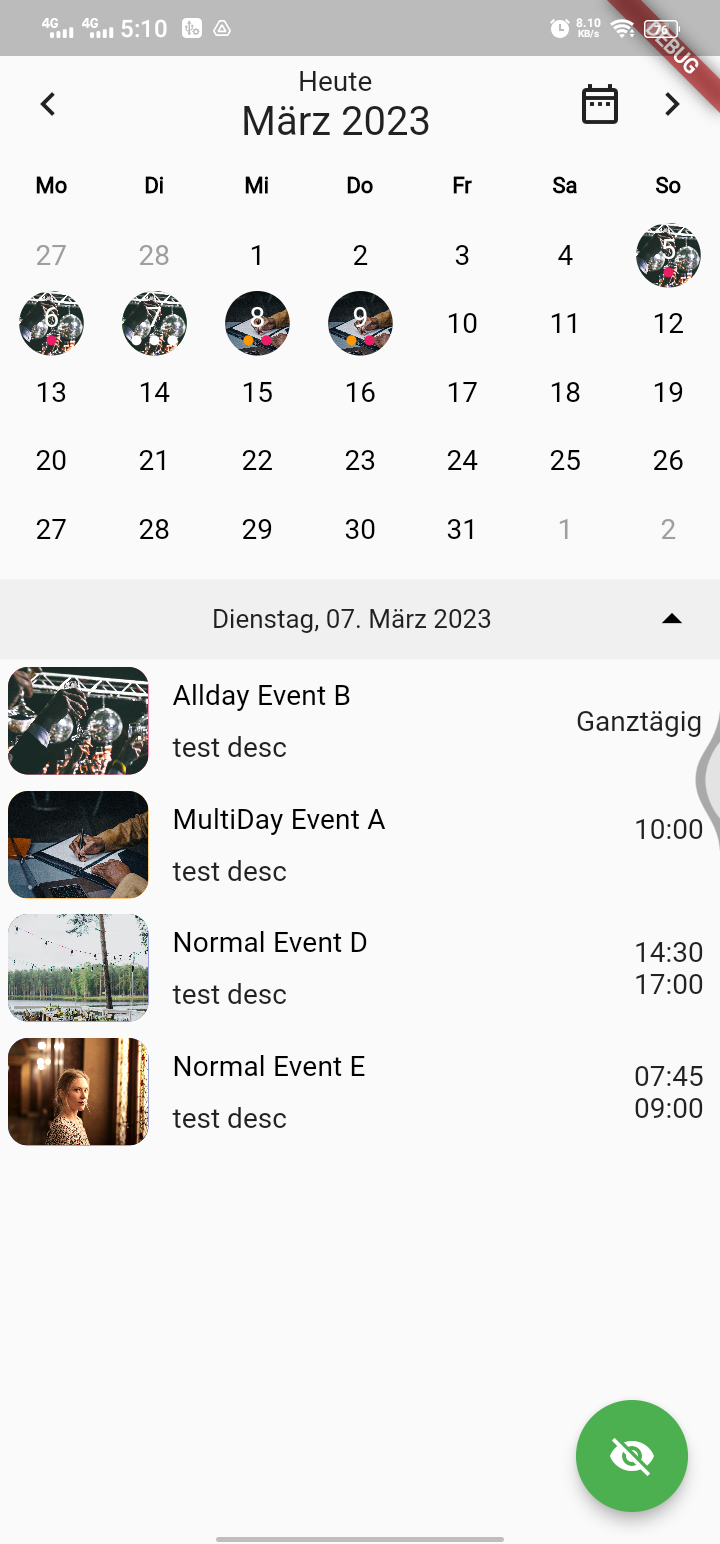 4G 4G 5:10 8.10 KB/s 76
DEBUG
Heute
März 2023
Mo Di Mi Do Fr Sa So
27 28 1 2 3 4 5
6 7 8 9 10 11 12
13 14 15 16 17 18 19
20 21 22 23 24 25 26
27 28 29 30 31 1 2
Dienstag, 07. März 2023
Allday Event B
Ganztägig
test desc
MultiDay Event A
10:00
test desc
Normal Event D
14:30
17:00
test desc
Normal Event E
07:45
09:00
test desc